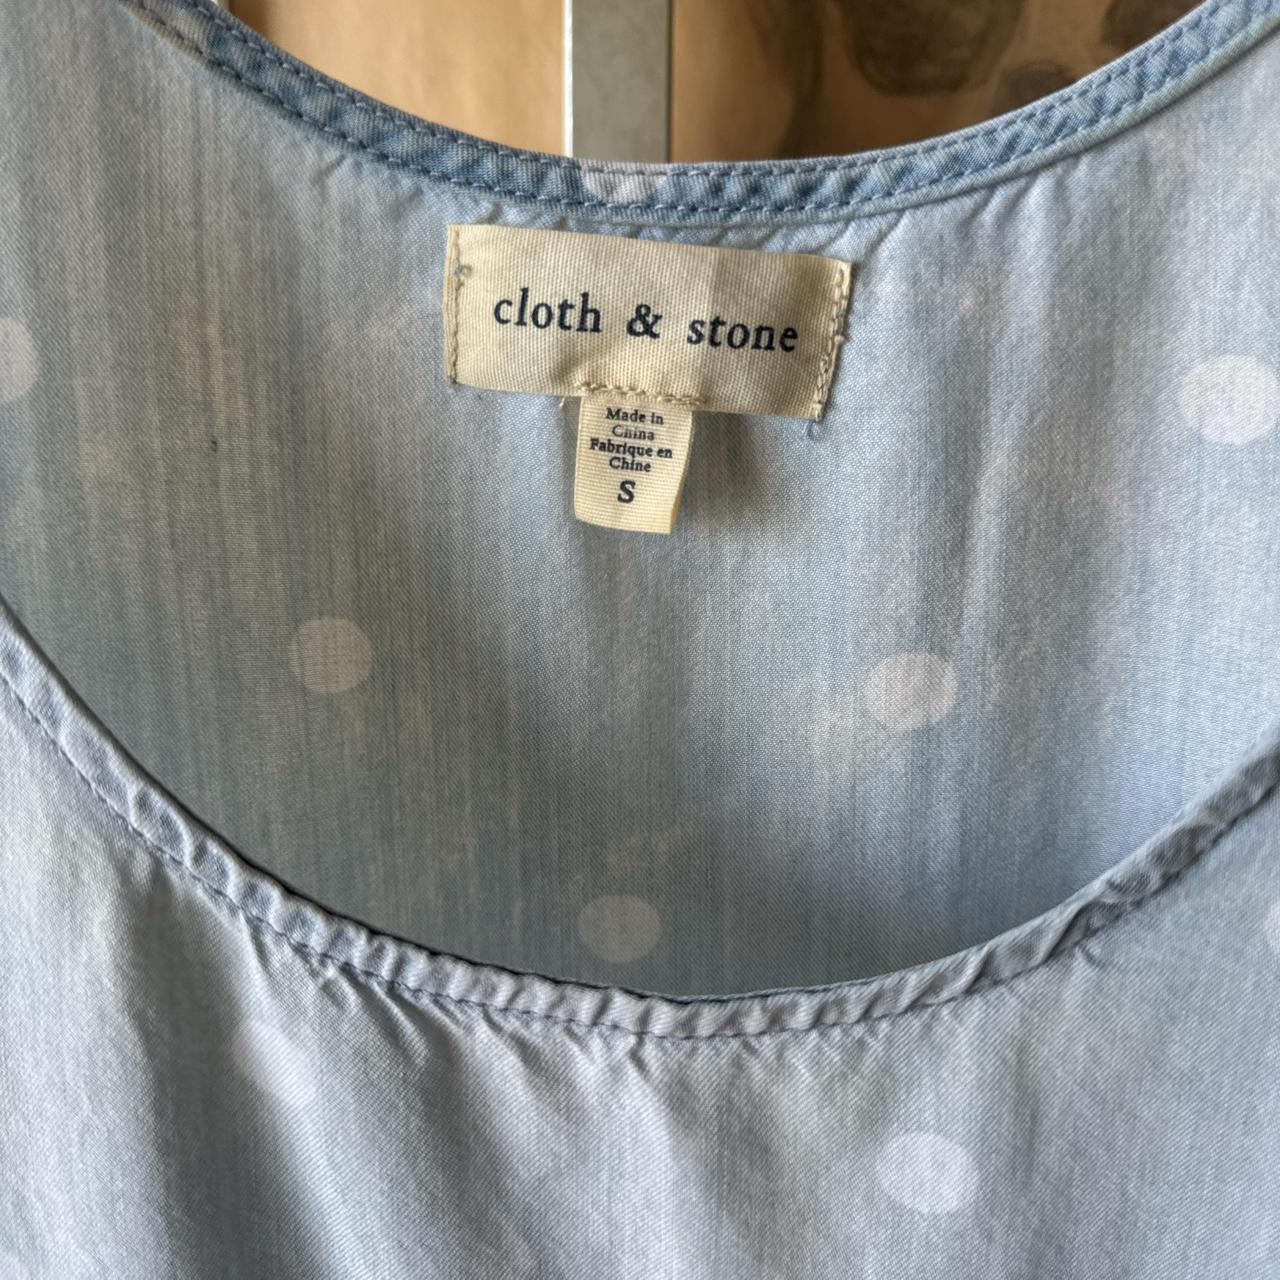 cloth & stone
Made in
China
Fabrique en
Chine
S